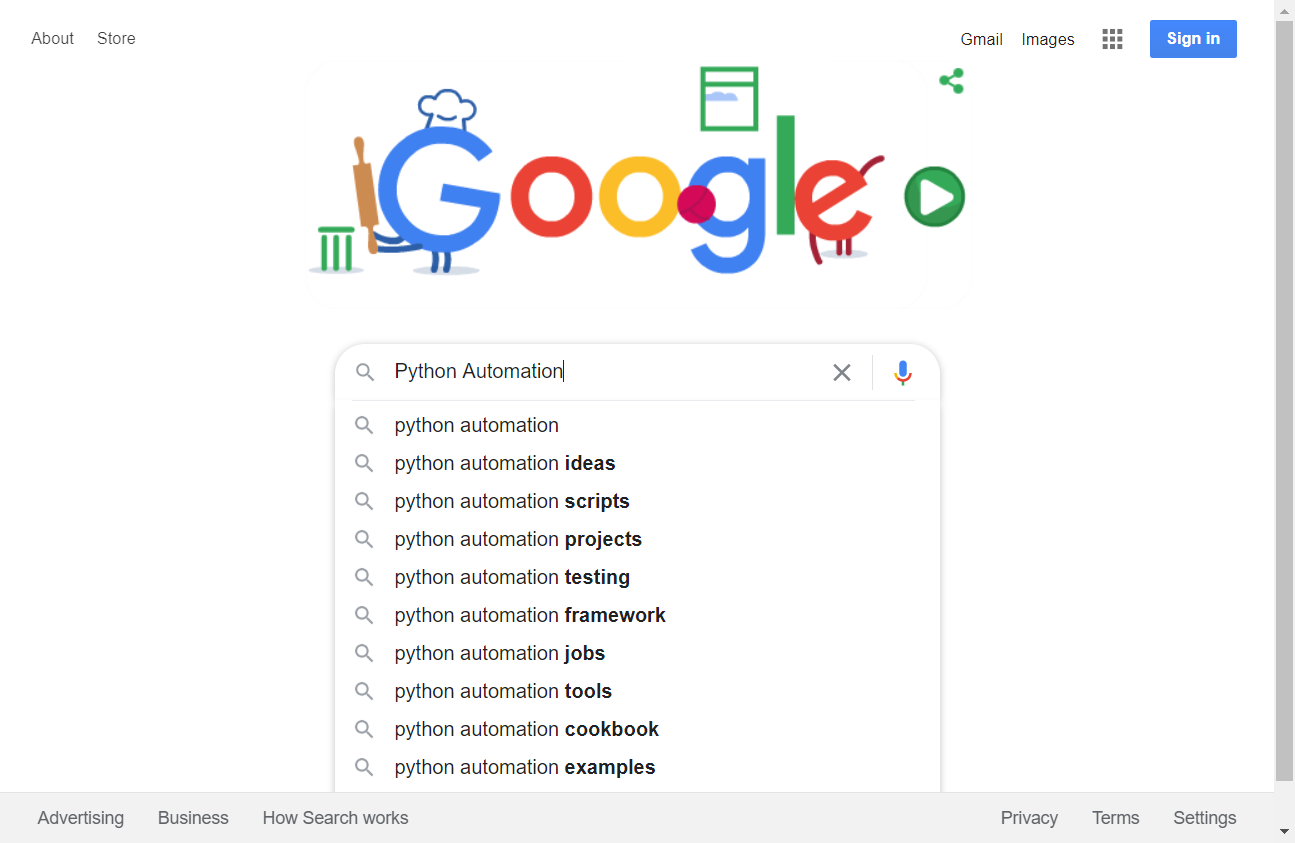 About Store Gmail Images Sign in
Google
Python Automation
python automation
python automation ideas
python automation scripts
python automation projects
python automation testing
python automation framework
python automation jobs
python automation tools
python automation cookbook
python automation examples
Advertising Business How Search works Privacy Terms Settings